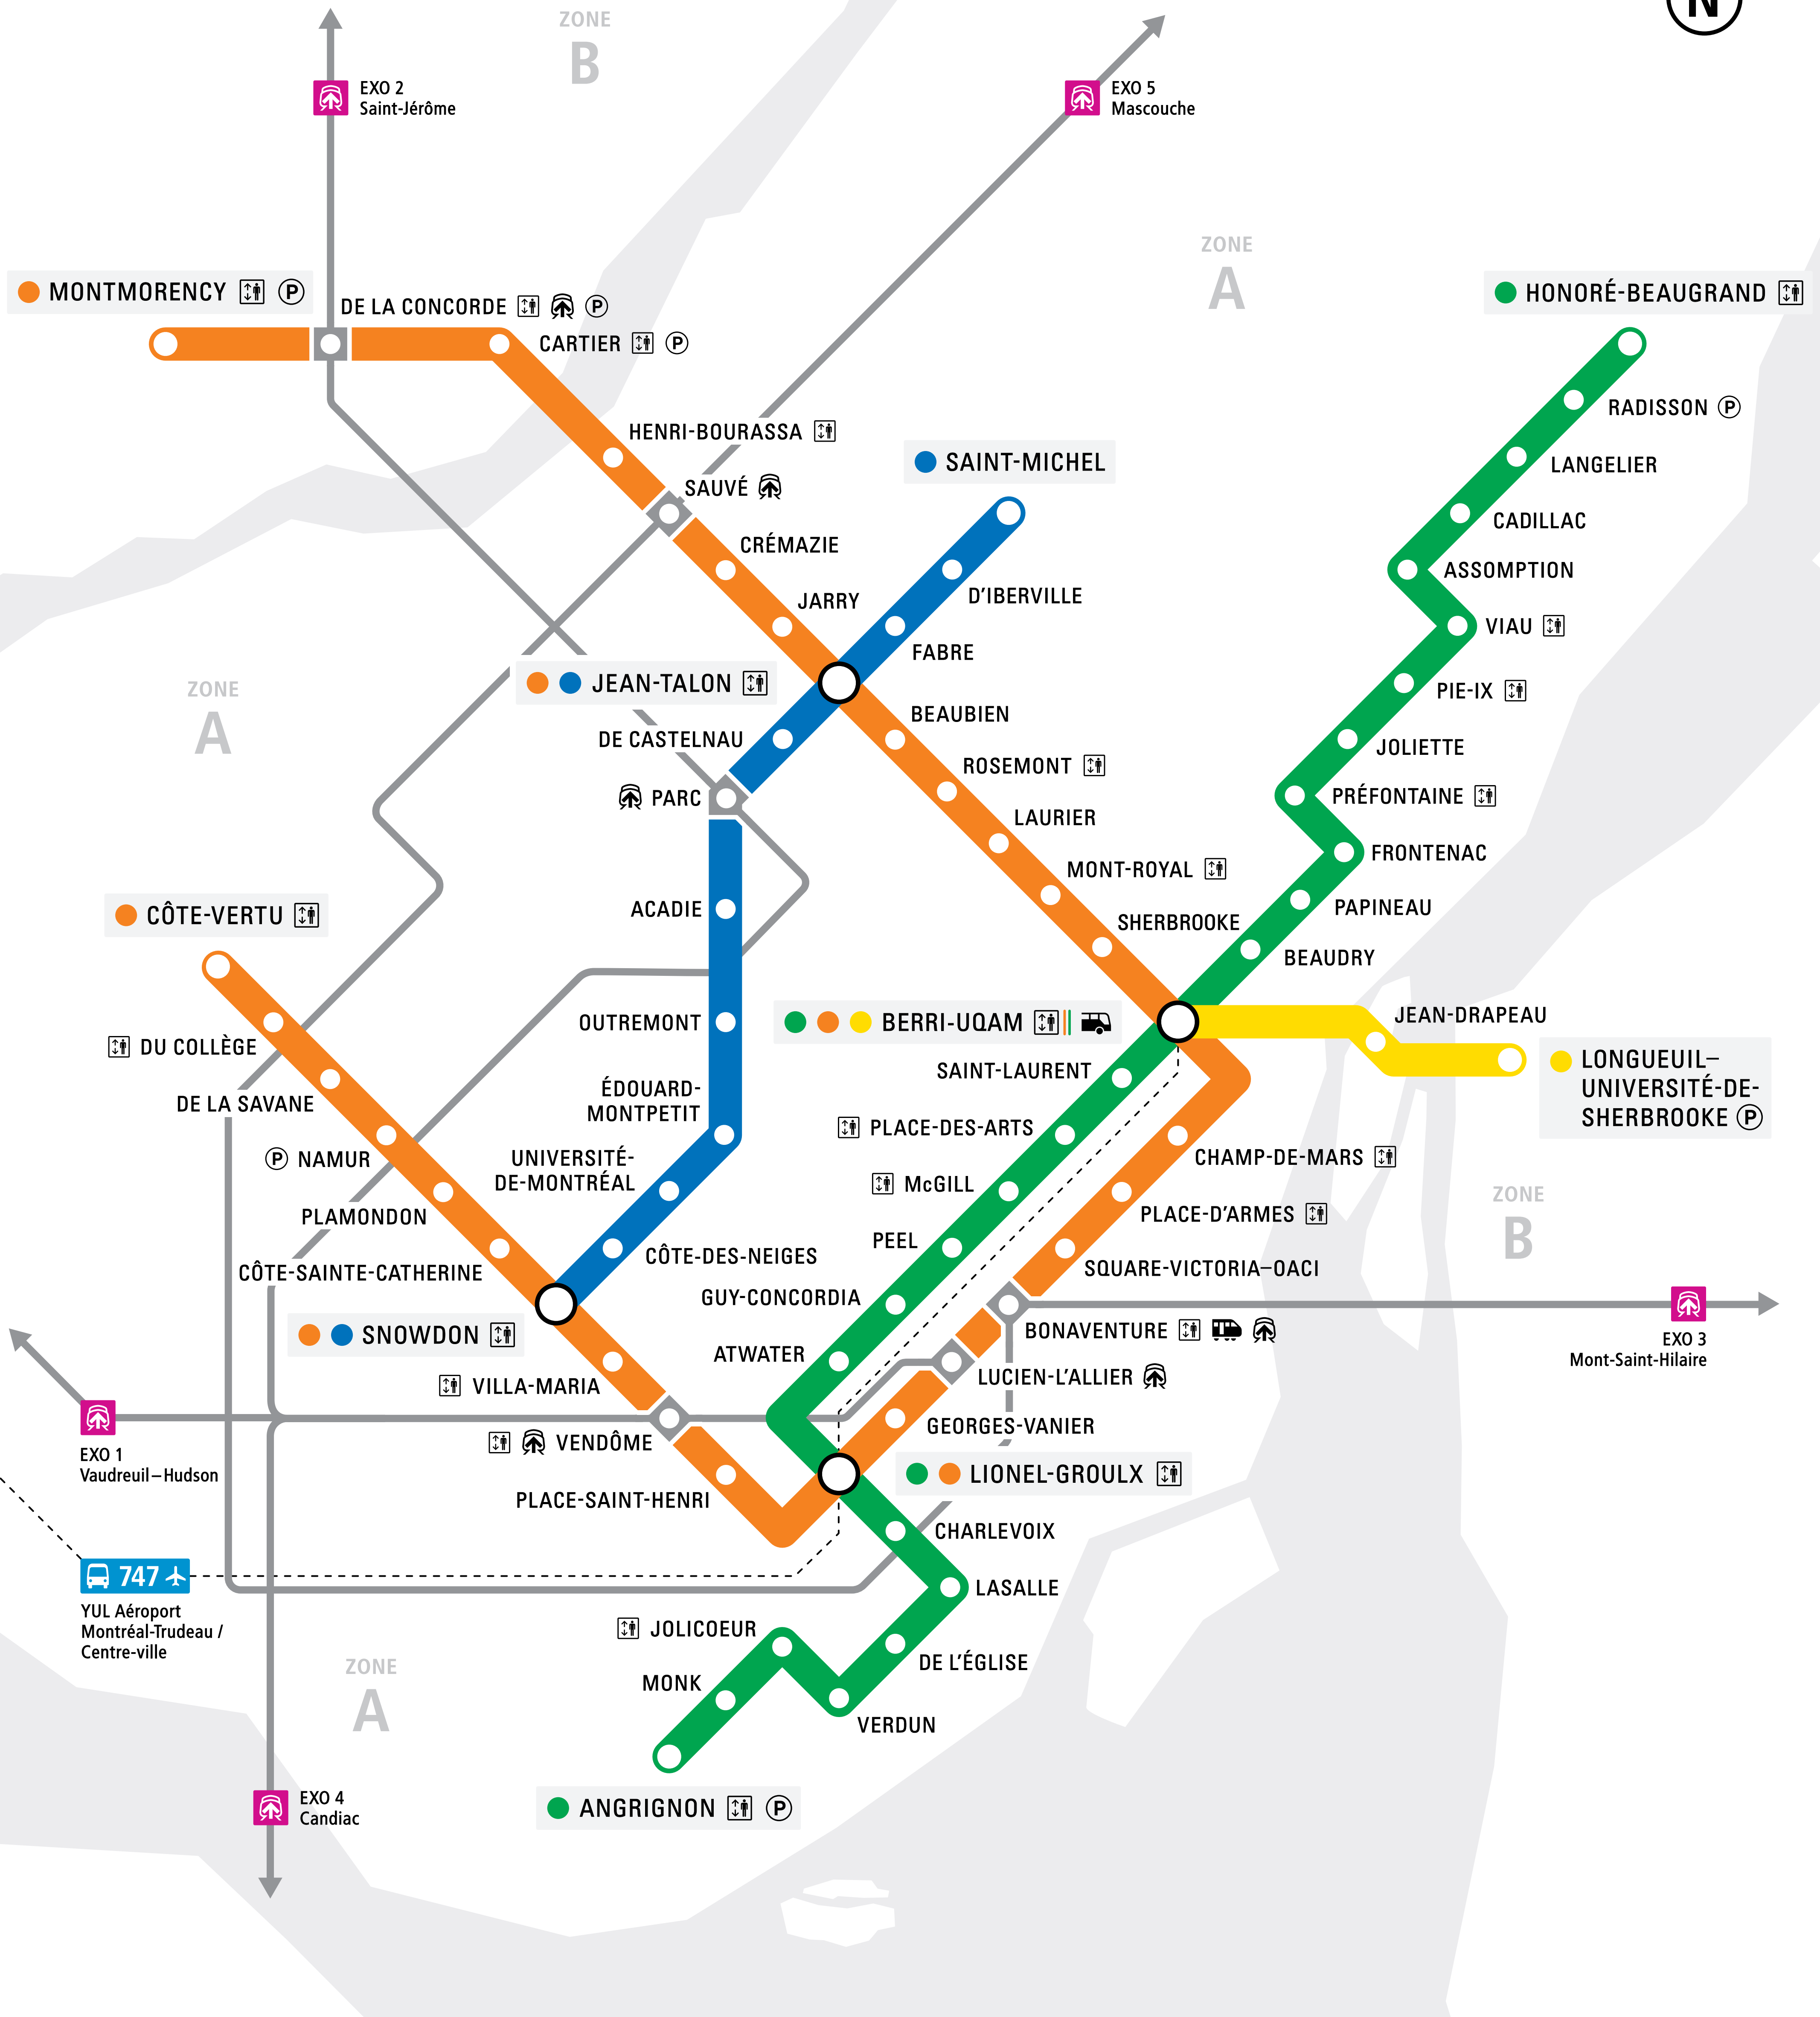 N
ZONE
B
EXO 2
Saint-Jérôme
EXO 5
Mascouche
ZONE
A
MONTMORENCY P
DE LA CONCORDE P
CARTIER P
HONORÉ-BEAUGRAND
RADISSON P
HENRI-BOURASSA
SAINT-MICHEL
LANGELIER
SAUVÉ
CADILLAC
CRÉMAZIE
ASSOMPTION
D’IBERVILLE
JARRY
VIAU
FABRE
JEAN-TALON
ZONE
A
PIE-IX
BEAUBIEN
DE CASTELNAU
JOLIETTE
ROSEMONT
PARC
PRÉFONTAINE
LAURIER
FRONTENAC
MONT-ROYAL
ACADIE
PAPINEAU
CÔTE-VERTU
SHERBROOKE
BEAUDRY
JEAN-DRAPEAU
OUTREMONT
BERRI-UQAM
DU COLLÈGE
LONGUEUIL–
UNIVERSITÉ-DE-
SHERBROOKE P
SAINT-LAURENT
ÉDOUARD-
MONTPETIT
DE LA SAVANE
PLACE-DES-ARTS
P NAMUR
UNIVERSITÉ-
DE-MONTRÉAL
CHAMP-DE-MARS
McGILL
ZONE
B
PLAMONDON
PLACE-D’ARMES
PEEL
CÔTE-DES-NEIGES
CÔTE-SAINTE-CATHERINE
SQUARE-VICTORIA–OACI
GUY-CONCORDIA
SNOWDON
BONAVENTURE
EXO 3
Mont-Saint-Hilaire
ATWATER
LUCIEN-L’ALLIER
VILLA-MARIA
GEORGES-VANIER
VENDÔME
EXO 1
Vaudreuil–Hudson
LIONEL-GROULX
PLACE-SAINT-HENRI
CHARLEVOIX
747
LASALLE
YUL Aéroport
Montréal-Trudeau /
Centre-ville
JOLICOEUR
DE L’ÉGLISE
ZONE
A
MONK
VERDUN
EXO 4
Candiac
ANGRIGNON P